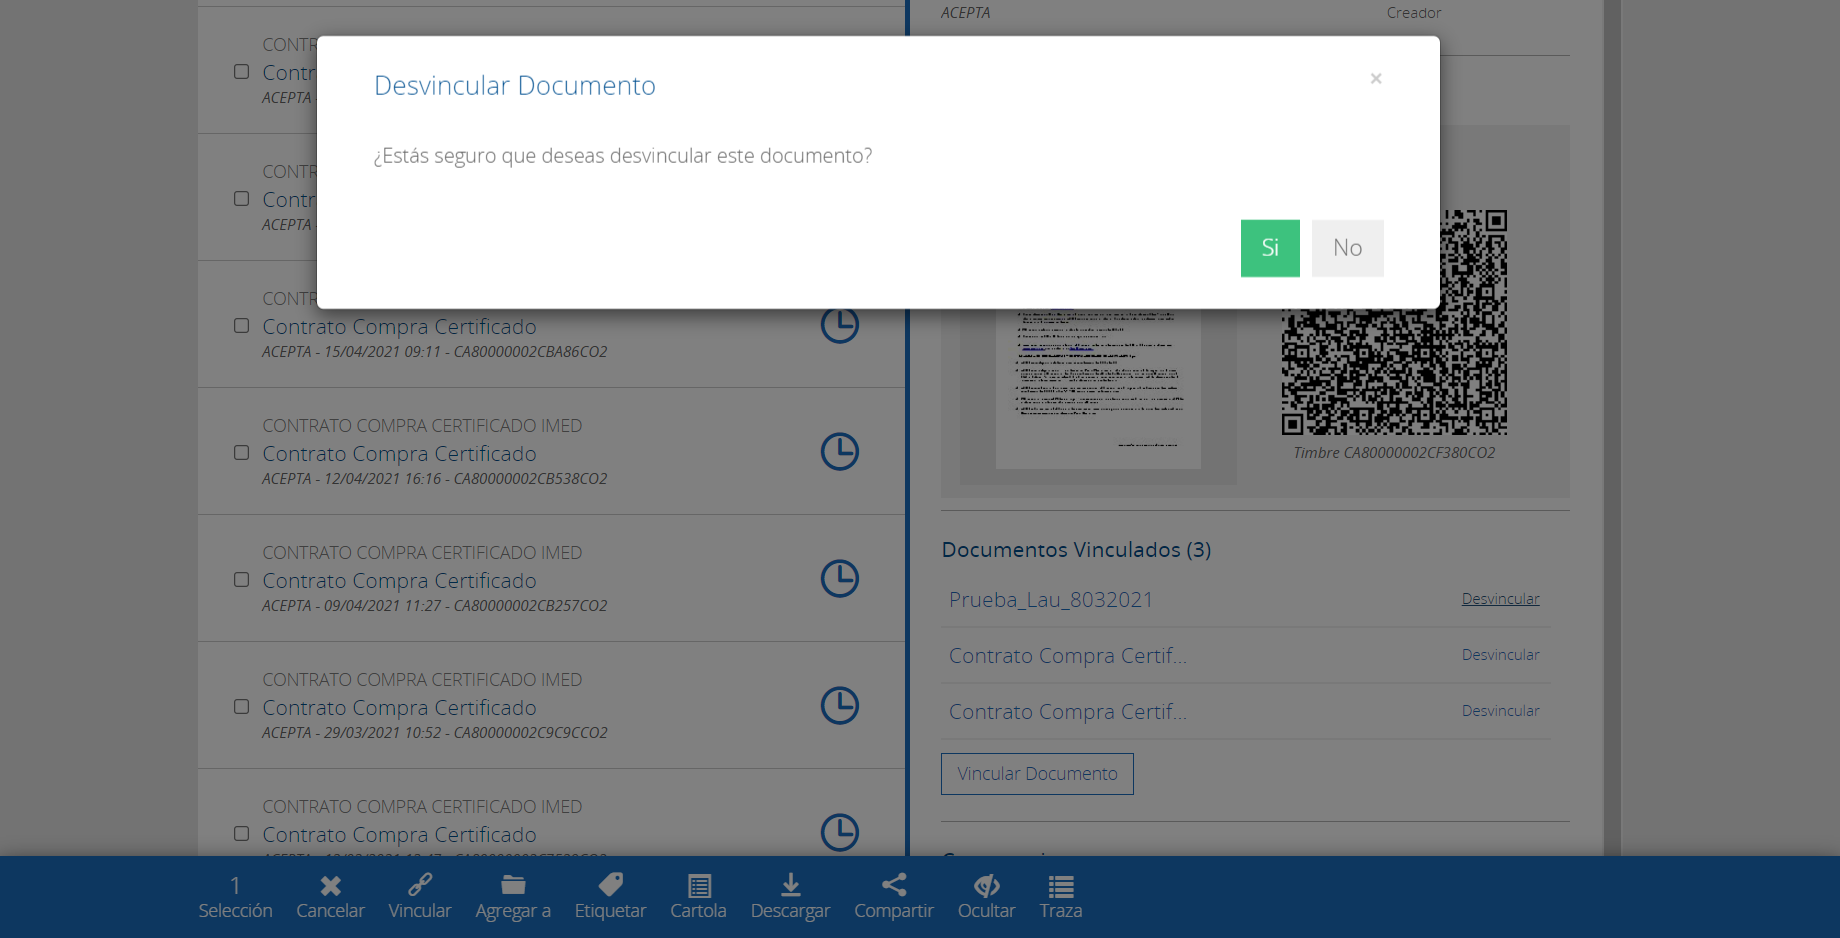 ACEPTA
Creador
CONTR
Contr
ACEPTA -
Desvincular Documento
×
¿Estás seguro que deseas desvincular este documento?
Si
No
CONTR
Contr
ACEPTA -
CONTR
Contrato Compra Certificado
ACEPTA - 15/04/2021 09:11 - CA80000002CBA86CO2
CONTRATO COMPRA CERTIFICADO IMED
Contrato Compra Certificado
ACEPTA - 12/04/2021 16:16 - CA80000002CB538CO2
CONTRATO COMPRA CERTIFICADO IMED
Contrato Compra Certificado
ACEPTA - 09/04/2021 11:27 - CA80000002CB257CO2
CONTRATO COMPRA CERTIFICADO IMED
Contrato Compra Certificado
ACEPTA - 29/03/2021 10:52 - CA80000002C9C9CCO2
CONTRATO COMPRA CERTIFICADO IMED
Contrato Compra Certificado
Timbre CA80000002CF380CO2
Documentos Vinculados (3)
Prueba_Lau_8032021
Desvincular
Contrato Compra Certif...
Desvincular
Contrato Compra Certif...
Desvincular
Vincular Documento
1
Selección
Cancelar
Vincular
Agregar a
Etiquetar
Cartola
Descargar
Compartir
Ocultar
Traza